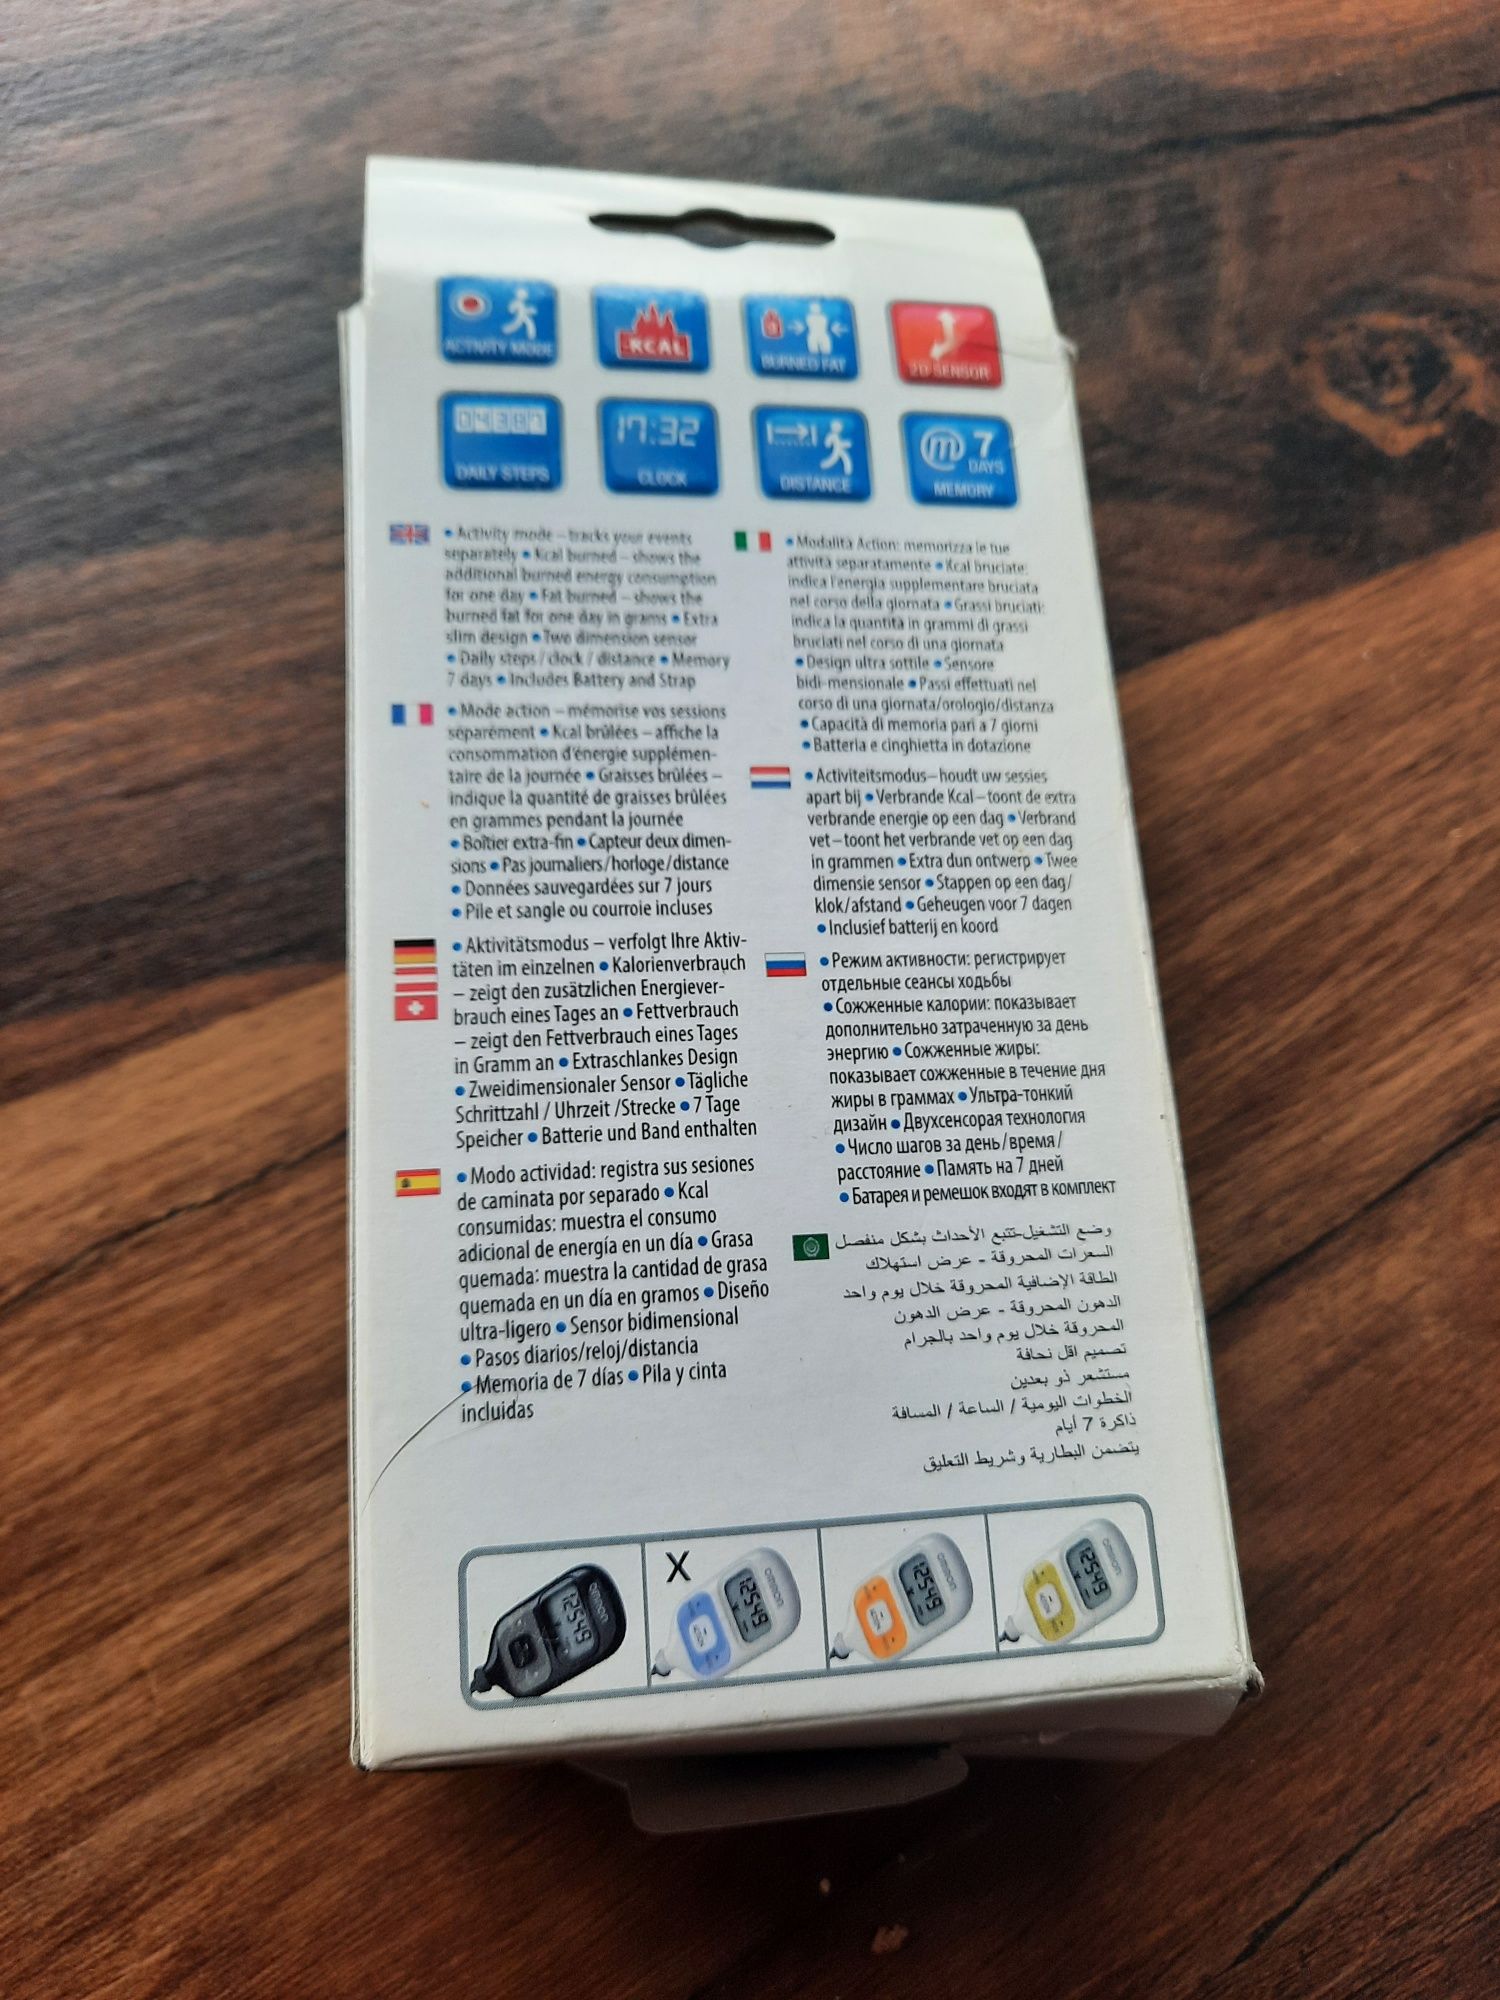 ACTIVITY MODE
-KCAL
BURNED FAT
2D SENSOR
04387
DAILY STEPS
17:32
CLOCK
DISTANCE
m 7
DAYS
MEMORY
• Activity mode – tracks your events
separately • Kcal burned – shows the
additional burned energy consumption
for one day • Fat burned – shows the
burned fat for one day in grams • Extra
slim design • Two dimension sensor
• Daily steps / clock / distance • Memory
7 days • Includes Battery and Strap
• Mode action – mémorise vos sessions
séparément • Kcal brûlées – affiche la
consommation d'énergie supplémen-
taire de la journée • Graisses brûlées –
indique la quantité de graisses brûlées
en grammes pendant la journée
• Boîtier extra-fin • Capteur deux dimen-
sions • Pas journaliers/horloge/distance
• Données sauvegardées sur 7 jours
• Pile et sangle ou courroie incluses
• Aktivitätsmodus – verfolgt Ihre Aktiv-
täten im einzelnen • Kalorienverbrauch
– zeigt den zusätzlichen Energiever-
brauch eines Tages an • Fettverbrauch
– zeigt den Fettverbrauch eines Tages
in Gramm an • Extraschlankes Design
• Zweidimensionaler Sensor • Tägliche
Schrittzahl / Uhrzeit /Strecke • 7 Tage
Speicher • Batterie und Band enthalten
• Modo actividad: registra sus sesiones
de caminata por separado • Kcal
consumidas: muestra el consumo
adicional de energía en un día • Grasa
quemada: muestra la cantidad de grasa
quemada en un día en gramos • Diseño
ultra-ligero • Sensor bidimensional
• Pasos diarios/reloj/distancia
• Memoria de 7 días • Pila y cinta
incluidas
• Modalità Action: memorizza le tue
attività separatamente • Kcal bruciate:
indica l'energia supplementare bruciata
nel corso della giornata • Grassi bruciati:
indica la quantità in grammi di grassi
bruciati nel corso di una giornata
• Design ultra sottile • Sensore
bidi-mensionale • Passi effettuati nel
corso di una giornata/orologio/distanza
• Capacità di memoria pari a 7 giorni
• Batteria e cinghietta in dotazione
• Activiteitsmodus–houdt uw sessies
apart bij • Verbrande Kcal–toont de extra
verbrande energie op een dag • Verbrand
vet–toont het verbrande vet op een dag
in grammen • Extra dun ontwerp • Twee
dimensie sensor • Stappen op een dag/
klok/afstand • Geheugen voor 7 dagen
• Inclusief batterij en koord
• Режим активности: регистрирует
отдельные сеансы ходьбы
• Сожженные калории: показывает
дополнительно затраченную за день
энергию • Сожженные жиры:
показывает сожженные в течение дня
жиры в граммах • Ультра-тонкий
дизайн • Двухсенсорая технология
• Число шагов за день/время/
расстояние • Память на 7 дней
• Батарея и ремешок входят в комплект
وضع التشغيل-تتبع الأحداث بشكل منفصل
السعرات المحروقة - عرض استهلاك
الطاقة الإضافية المحروقة خلال يوم واحد
الدهون المحروقة - عرض الدهون
المحروقة خلال يوم واحد بالجرام
تصميم اقل نحافة
مستشعر ذو بعدين
الخطوات اليومية / الساعة / المسافة
ذاكرة 7 أيام
يتضمن البطارية وشريط التعليق
X
OMRON
12549
OMRON
12549
OMRON
12549
OMRON
12549